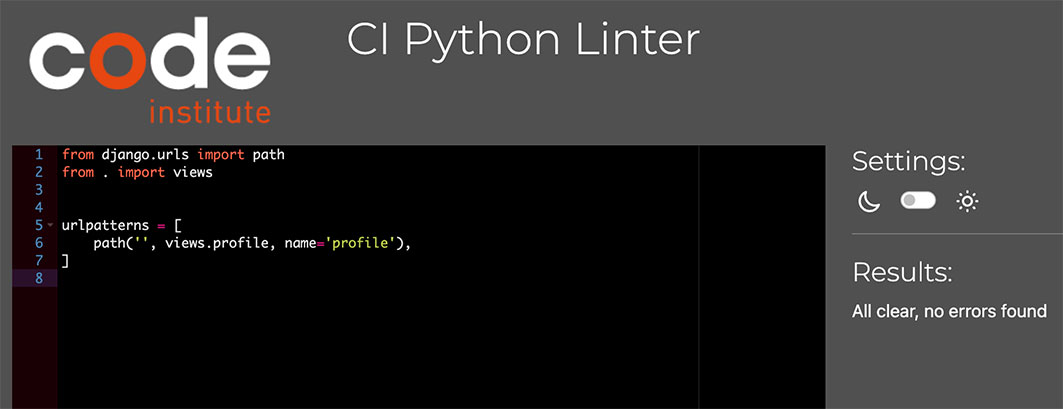 code
institute
CI Python Linter
1 from django.urls import path
2 from . import views
3
4
5 urlpatterns = [
6     path('', views.profile, name='profile'),
7 ]
8
Settings:
Results:
All clear, no errors found